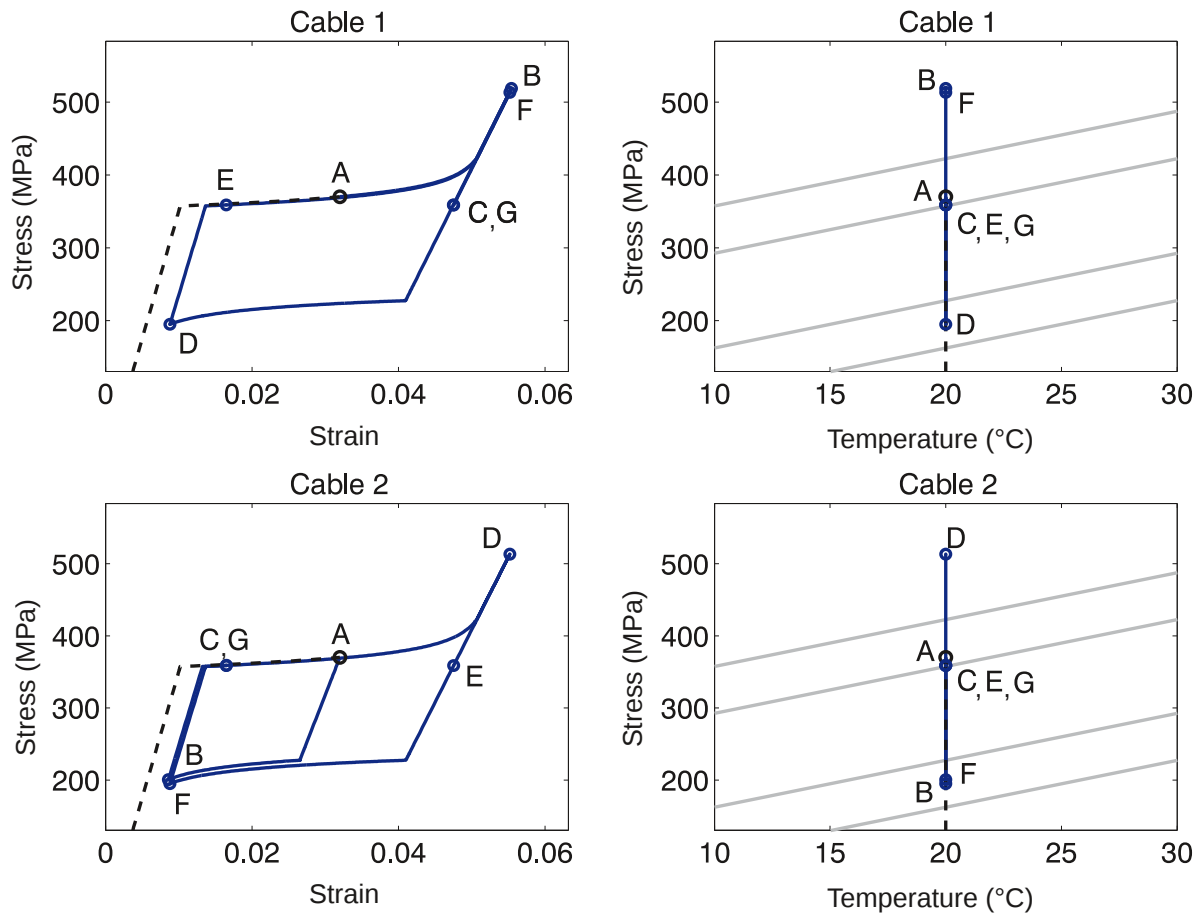 Cable 1
Stress (MPa)
500
400
300
200
0
0.02
0.04
0.06
Strain
A
B
F
E
C,G
D
Cable 1
Stress (MPa)
500
400
300
200
10
15
20
25
30
Temperature (°C)
B
F
A
C,E,G
D
Cable 2
Stress (MPa)
500
400
300
200
0
0.02
0.04
0.06
Strain
D
C,G
A
E
B
F
Cable 2
Stress (MPa)
500
400
300
200
10
15
20
25
30
Temperature (°C)
D
A
C,E,G
F
B